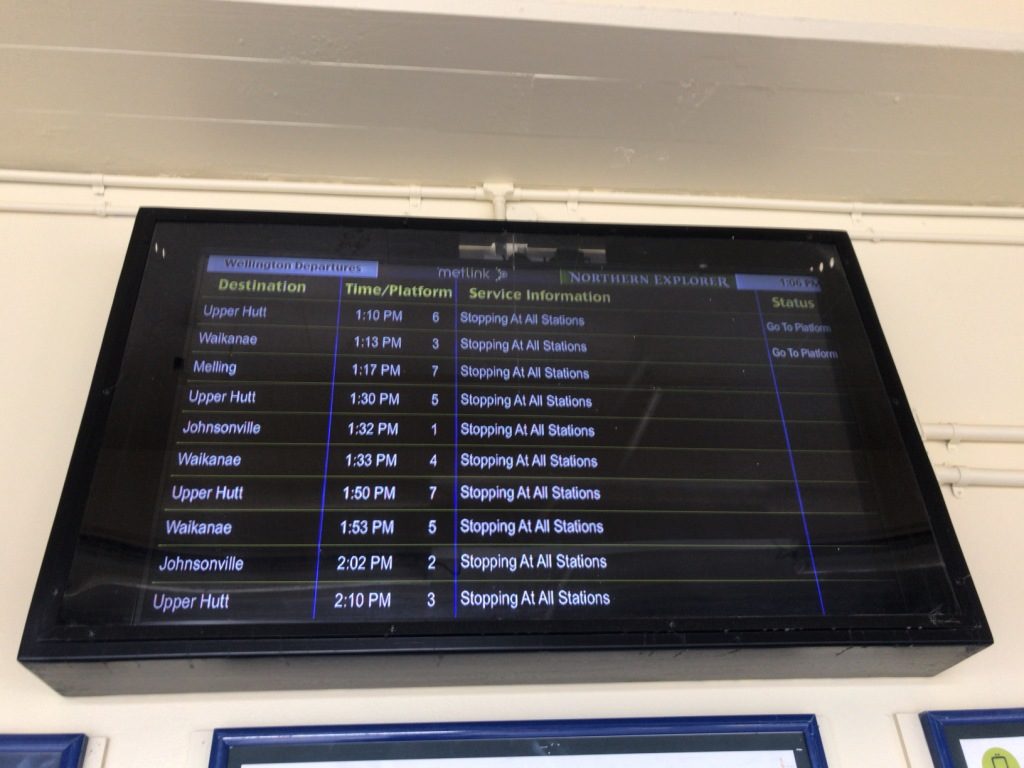 Wellington Departures metlink NORTHERN EXPLORER 1:06 PM
Destination Time/Platform Service Information Status
Upper Hutt 1:10 PM 6 Stopping At All Stations Go To Platform
Waikanae 1:13 PM 3 Stopping At All Stations Go To Platform
Melling 1:17 PM 7 Stopping At All Stations
Upper Hutt 1:30 PM 5 Stopping At All Stations
Johnsonville 1:32 PM 1 Stopping At All Stations
Waikanae 1:33 PM 4 Stopping At All Stations
Upper Hutt 1:50 PM 7 Stopping At All Stations
Waikanae 1:53 PM 5 Stopping At All Stations
Johnsonville 2:02 PM 2 Stopping At All Stations
Upper Hutt 2:10 PM 3 Stopping At All Stations